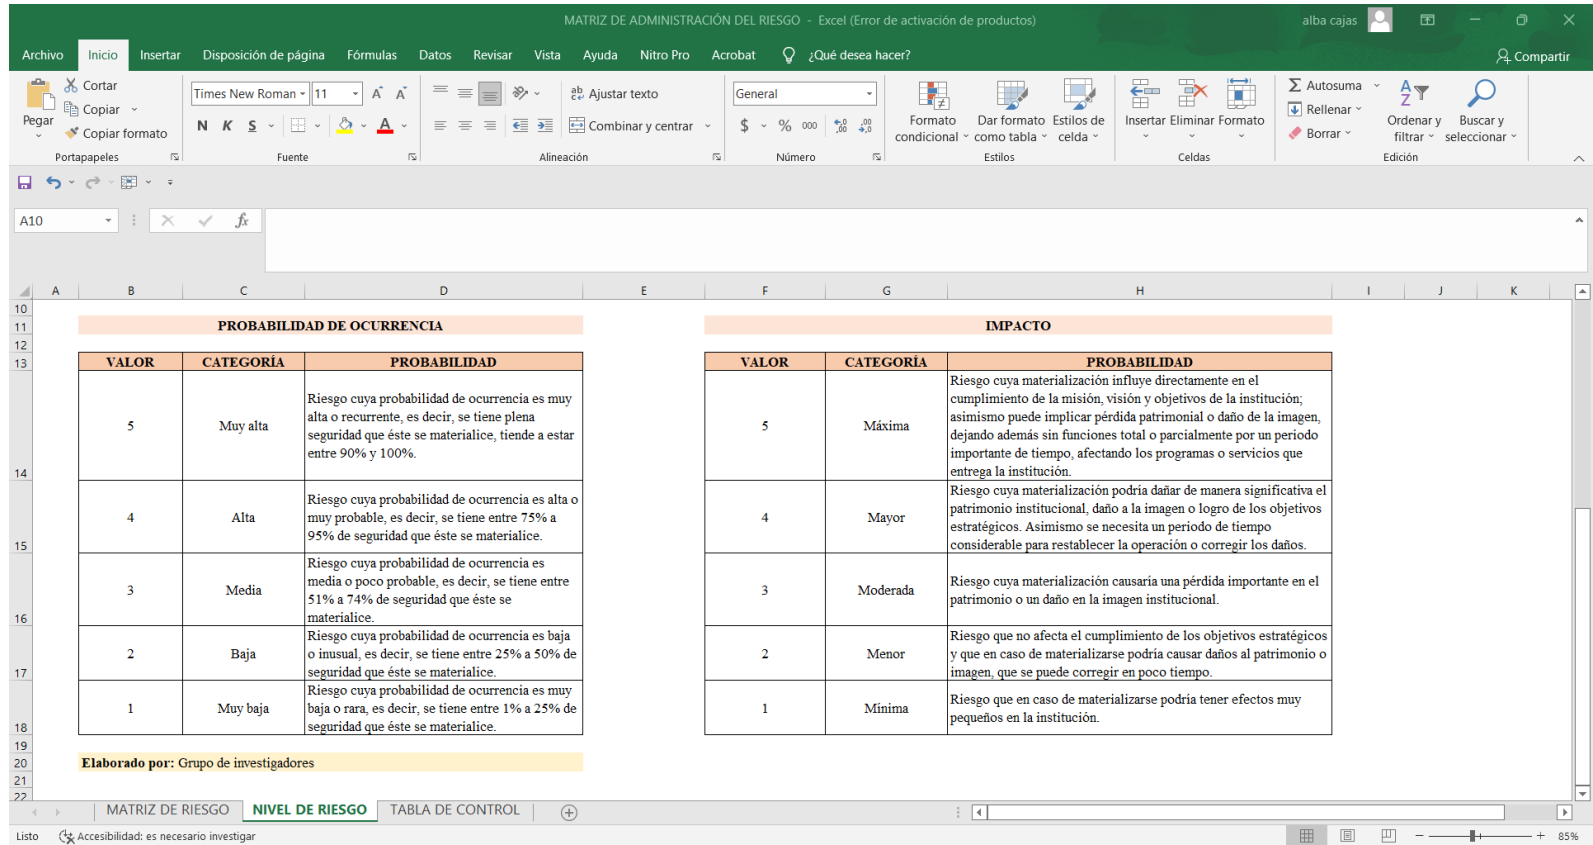 MATRIZ DE ADMINISTRACIÓN DEL RIESGO - Excel (Error de activación de productos)
alba cajas
Archivo Inicio Insertar Disposición de página Fórmulas Datos Revisar Vista Ayuda Nitro Pro Acrobat ¿Qué desea hacer? Compartir
Pegar
Cortar
Copiar
Copiar formato
Portapapeles
Times New Roman 11
N K S
Fuente
Ajustar texto
Combinar y centrar
Alineación
General
$ % 000
Número
Formato condicional
Dar formato como tabla
Estilos de celda
Estilos
Insertar Eliminar Formato
Celdas
Autosuma
Rellenar
Borrar
Ordenar y filtrar
Buscar y seleccionar
Edición
A10
fx
A B C D E F G H I J K
10
11
12
13
14
15
16
17
18
19
20
21
22
PROBABILIDAD DE OCURRENCIA
VALOR CATEGORÍA PROBABILIDAD
5 Muy alta
Riesgo cuya probabilidad de ocurrencia es muy
alta o recurrente, es decir, se tiene plena
seguridad que éste se materialice, tiende a estar
entre 90% y 100%.
4 Alta
Riesgo cuya probabilidad de ocurrencia es alta o
muy probable, es decir, se tiene entre 75% a
95% de seguridad que éste se materialice.
3 Media
Riesgo cuya probabilidad de ocurrencia es
media o poco probable, es decir, se tiene entre
51% a 74% de seguridad que éste se
materialice.
2 Baja
Riesgo cuya probabilidad de ocurrencia es baja
o inusual, es decir, se tiene entre 25% a 50% de
seguridad que éste se materialice.
1 Muy baja
Riesgo cuya probabilidad de ocurrencia es muy
baja o rara, es decir, se tiene entre 1% a 25% de
seguridad que éste se materialice.
Elaborado por: Grupo de investigadores
IMPACTO
VALOR CATEGORÍA PROBABILIDAD
5 Máxima
Riesgo cuya materialización influye directamente en el
cumplimiento de la misión, visión y objetivos de la institución;
asimismo puede implicar pérdida patrimonial o daño de la imagen,
dejando además sin funciones total o parcialmente por un periodo
importante de tiempo, afectando los programas o servicios que
entrega la institución.
4 Mayor
Riesgo cuya materialización podría dañar de manera significativa el
patrimonio institucional, daño a la imagen o logro de los objetivos
estratégicos. Asimismo se necesita un periodo de tiempo
considerable para restablecer la operación o corregir los daños.
3 Moderada
Riesgo cuya materialización causaría una pérdida importante en el
patrimonio o un daño en la imagen institucional.
2 Menor
Riesgo que no afecta el cumplimiento de los objetivos estratégicos
y que en caso de materializarse podría causar daños al patrimonio o
imagen, que se puede corregir en poco tiempo.
1 Mínima
Riesgo que en caso de materializarse podría tener efectos muy
pequeños en la institución.
MATRIZ DE RIESGO NIVEL DE RIESGO TABLA DE CONTROL
Listo Accesibilidad: es necesario investigar 85%